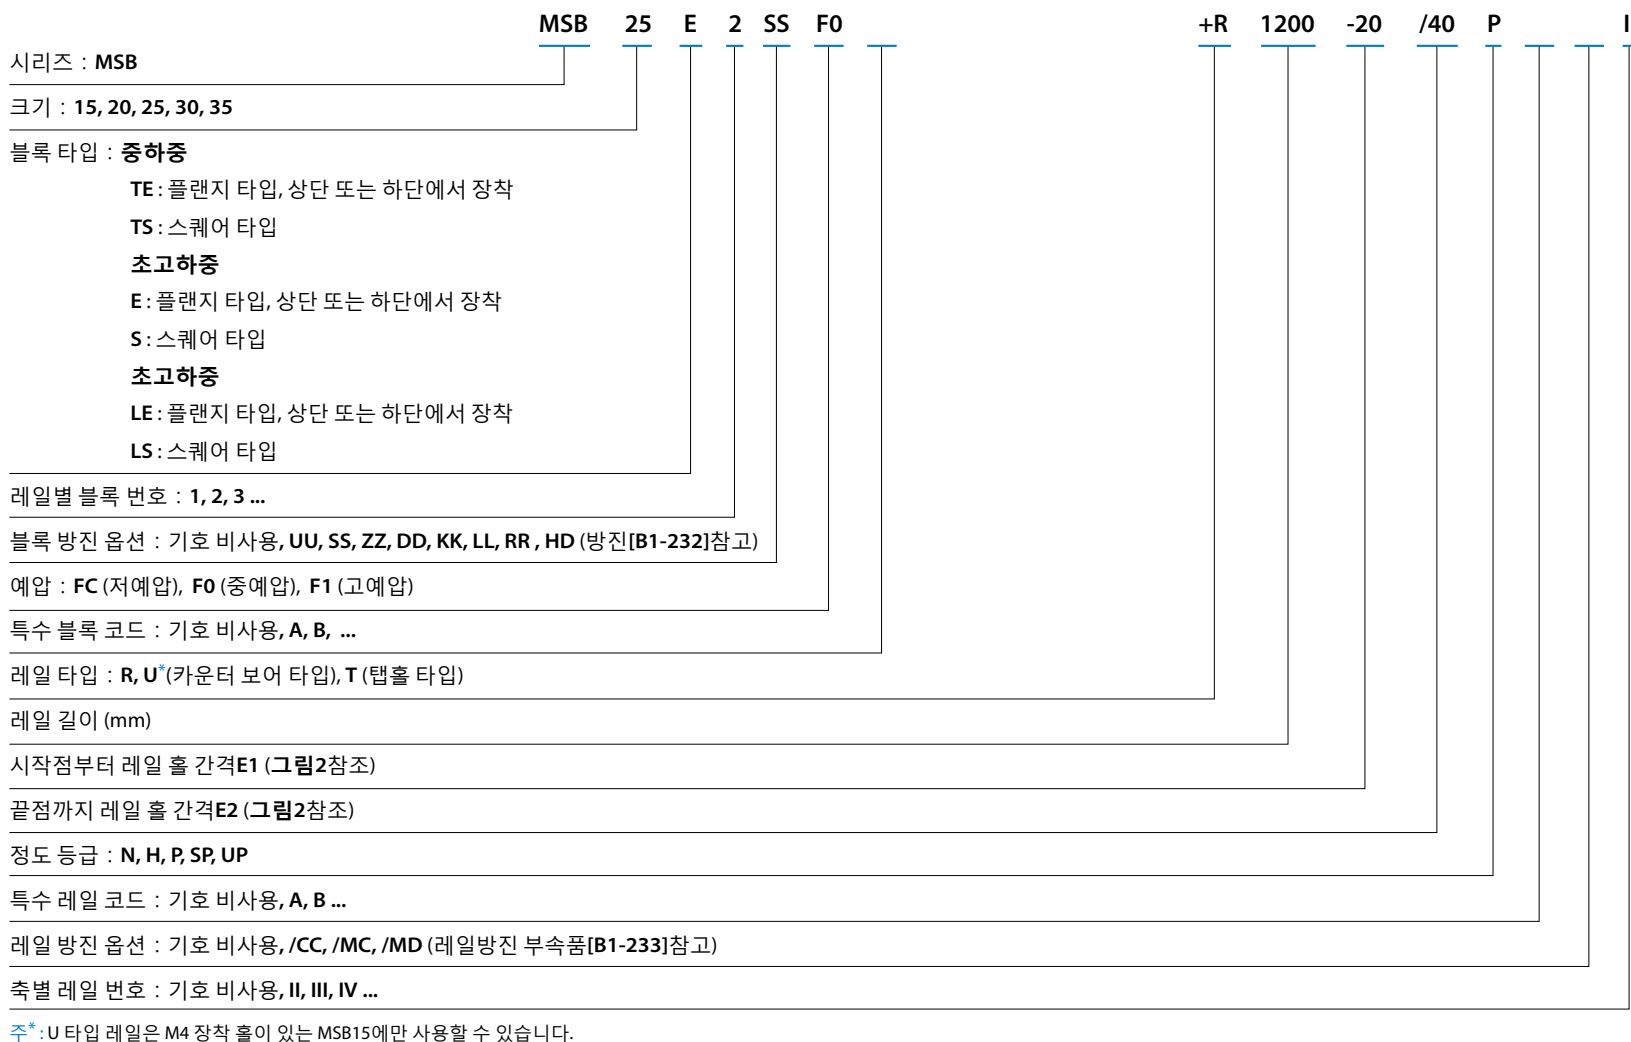 MSB 25 E 2 SS F0 +R 1200 -20 /40 P I
시리즈 : MSB
크기 : 15, 20, 25, 30, 35
블록 타입 : 중하중
TE : 플랜지 타입, 상단 또는 하단에서 장착
TS : 스퀘어 타입
초고하중
E : 플랜지 타입, 상단 또는 하단에서 장착
S : 스퀘어 타입
초고하중
LE : 플랜지 타입, 상단 또는 하단에서 장착
LS : 스퀘어 타입
레일별 블록 번호 : 1, 2, 3 ...
블록 방진 옵션 : 기호 비사용, UU, SS, ZZ, DD, KK, LL, RR , HD (방진[B1-232]참고)
예압 : FC (저예압), F0 (중예압), F1 (고예압)
특수 블록 코드 : 기호 비사용, A, B, ...
레일 타입 : R, U*(카운터 보어 타입), T (탭홀 타입)
레일 길이 (mm)
시작점부터 레일 홀 간격E1 (그림2참조)
끝점까지 레일 홀 간격E2 (그림2참조)
정도 등급 : N, H, P, SP, UP
특수 레일 코드 : 기호 비사용, A, B ...
레일 방진 옵션 : 기호 비사용, /CC, /MC, /MD (레일방진 부속품[B1-233]참고)
축별 레일 번호 : 기호 비사용, II, III, IV ...
주* : U 타입 레일은 M4 장착 홀이 있는 MSB15에만 사용할 수 있습니다.